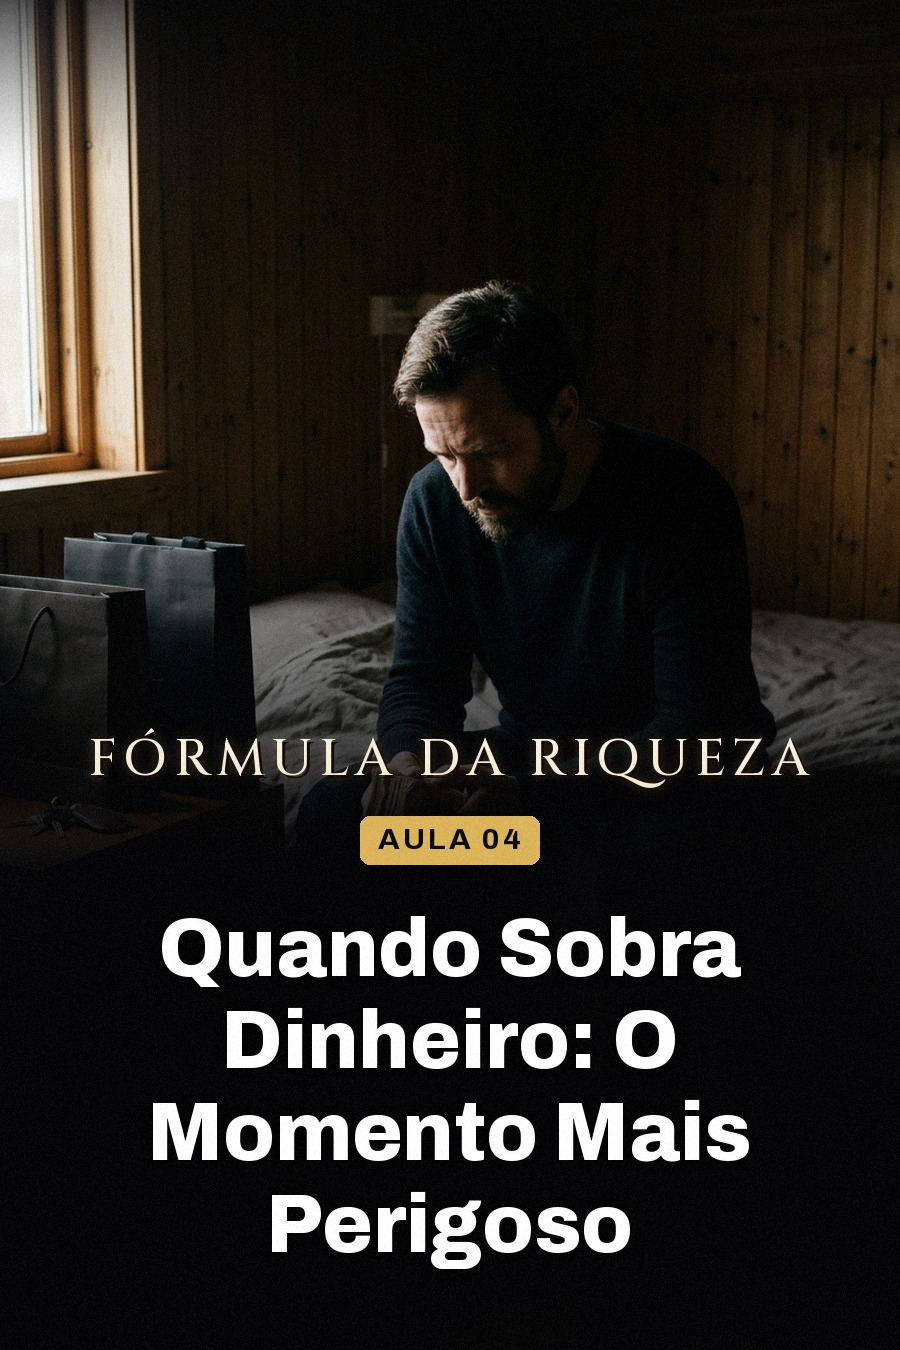 FÓRMULA DA RIQUEZA
AULA 04
Quando Sobra
Dinheiro: O
Momento Mais
Perigoso